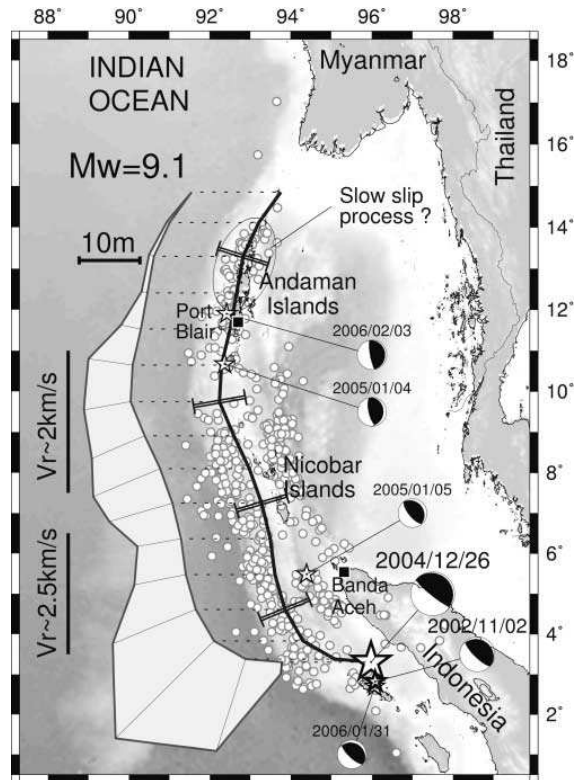 88° 90° 92° 94° 96° 98°
INDIAN
OCEAN
Myanmar
Thailand
18°
16°
14°
12°
10°
8°
6°
4°
2°
Mw=9.1
10m
Slow slip
process ?
Andaman
Islands
Port
Blair
2006/02/03
2005/01/04
Vr~2km/s
Nicobar
Islands
2005/01/05
2004/12/26
Banda
Aceh
Vr~2.5km/s
2002/11/02
Indonesia
2006/01/31